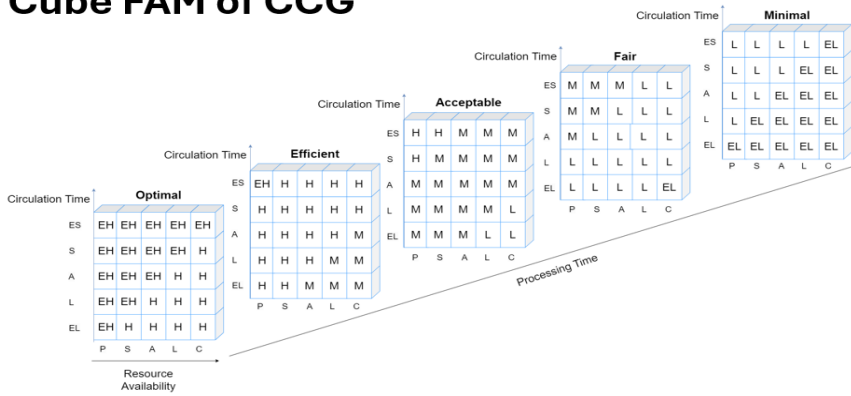 Cube FAM of CCG
Circulation Time Minimal
ES L L L L EL
S L L L EL EL
A L L EL EL EL
L L EL EL EL EL
EL EL EL EL EL EL
P S A L C
Circulation Time Fair
ES M M M L L
S M M L L L
A M L L L L
L L L L L L
EL L L L L EL
P S A L C
Circulation Time Acceptable
ES H H M M M
S H M M M M
A M M M M M
L M M M M L
EL M M M L L
P S A L C
Circulation Time Efficient
ES EH H H H H
S H H H H H
A H H H H M
L H H H M M
EL H H M M M
P S A L C
Circulation Time Optimal
ES EH EH EH EH EH
S EH EH EH EH H
A EH EH EH H H
L EH EH H H H
EL EH H H H H
P S A L C
Resource
Availability
Processing Time